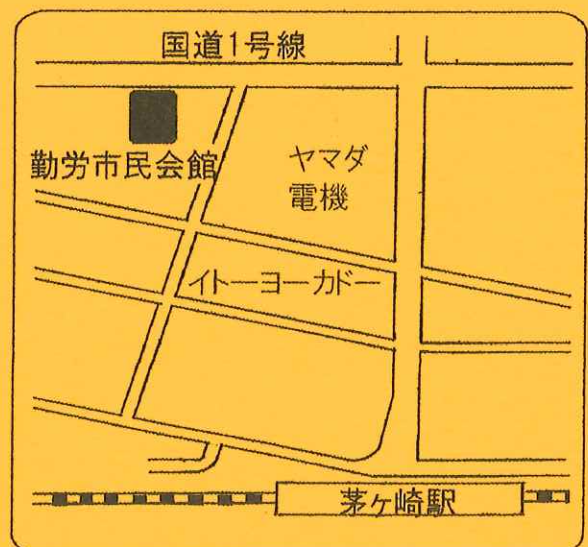 国道1号線
勤労市民会館
ヤマダ
電機
イトーヨーカドー
茅ヶ崎駅